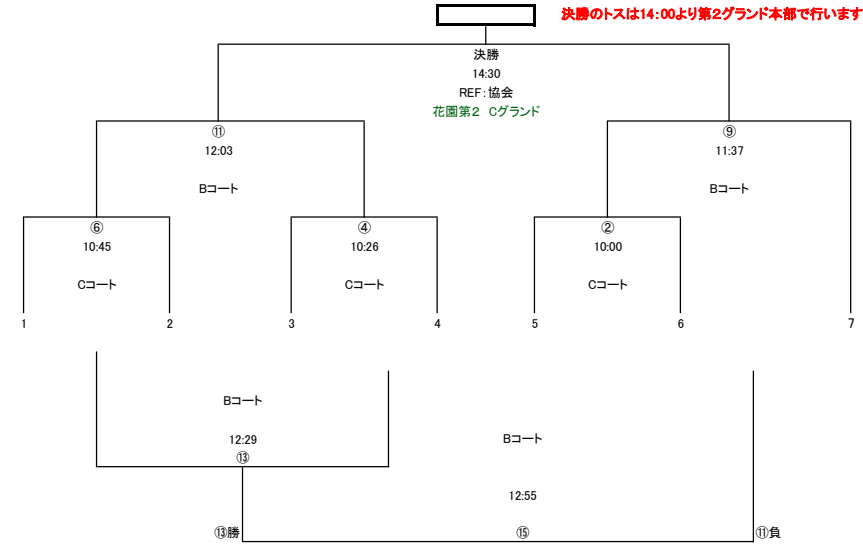 決勝のトスは14:00より第2グランド本部で行います
決勝
14:30
REF:協会
花園第2 Cグランド
⑪
12:03
Bコート
⑨
11:37
Bコート
⑥
10:45
Cコート
④
10:26
Cコート
②
10:00
Cコート
1 2 3 4 5 6 7
Bコート
12:29
⑬
Bコート
12:55
⑬勝 ⑮ ⑪負